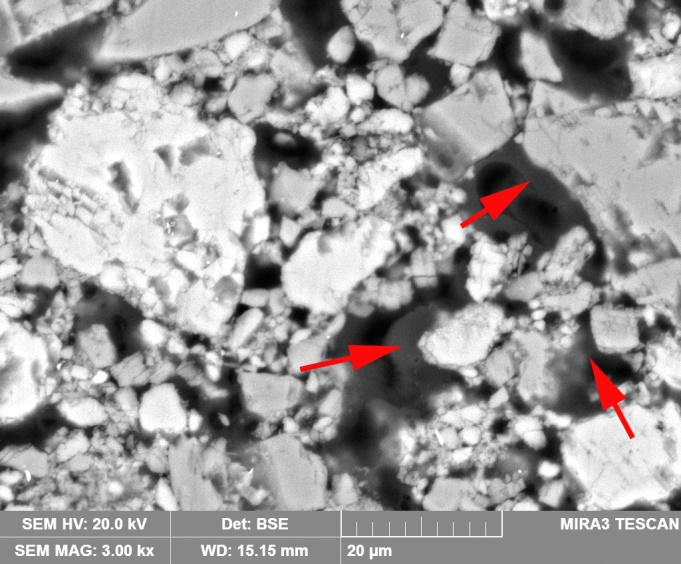 SEM HV: 20.0 kV Det: BSE MIRA3 TESCAN
SEM MAG: 3.00 kx WD: 15.15 mm 20 µm